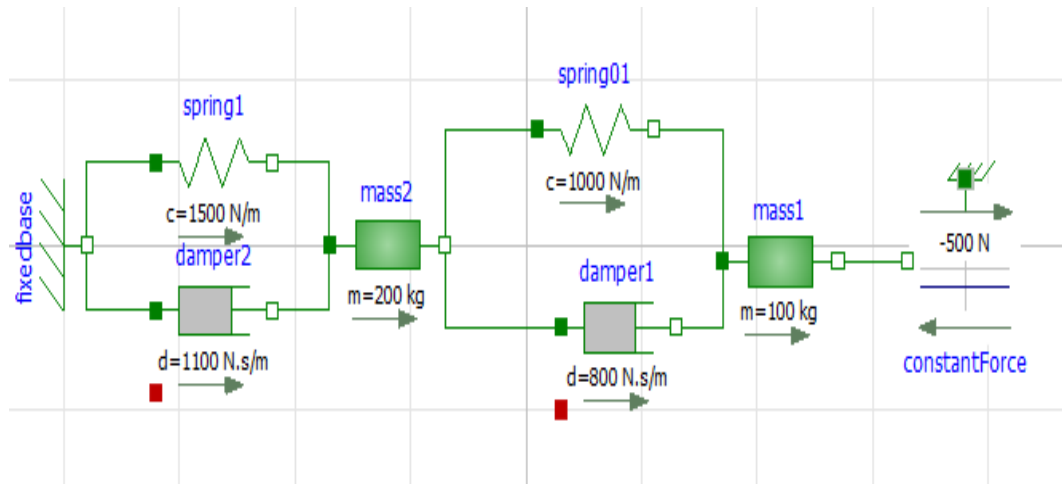 fixedbase
spring1
c=1500 N/m
damper2
d=1100 N.s/m
mass2
m=200 kg
spring01
c=1000 N/m
damper1
d=800 N.s/m
mass1
m=100 kg
-500 N
constantForce